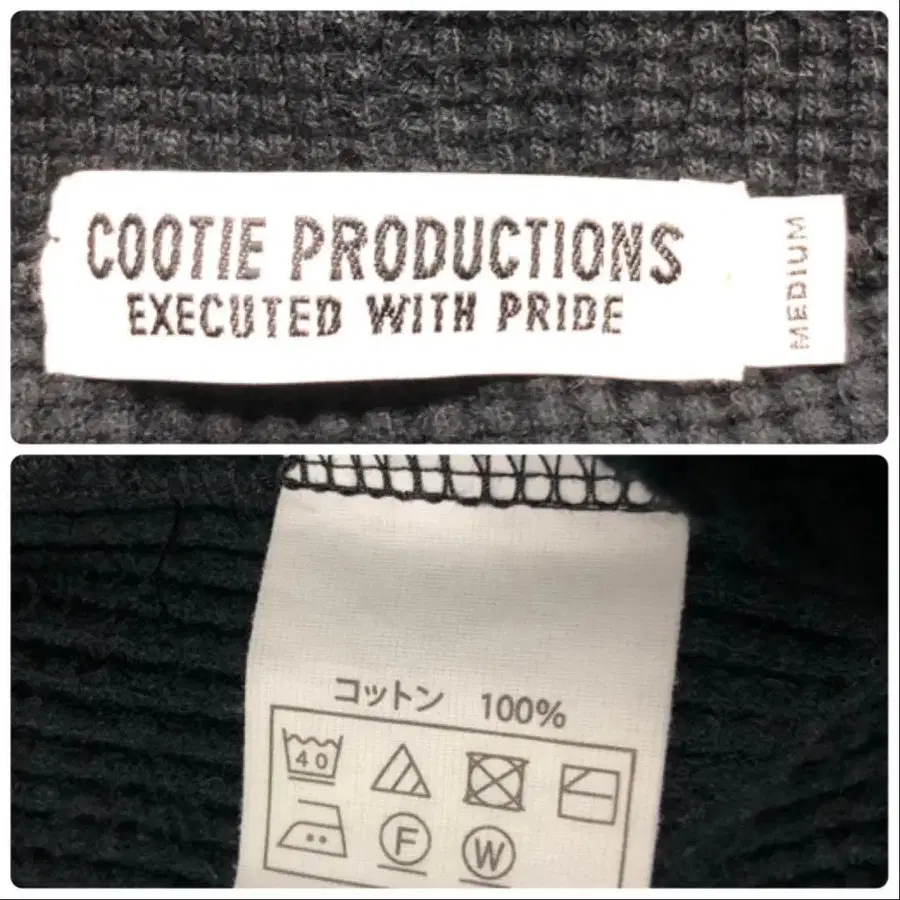 COOTIE PRODUCTIONS
EXECUTED WITH PRIDE
MEDIUM
コットン 100%
40
F
W